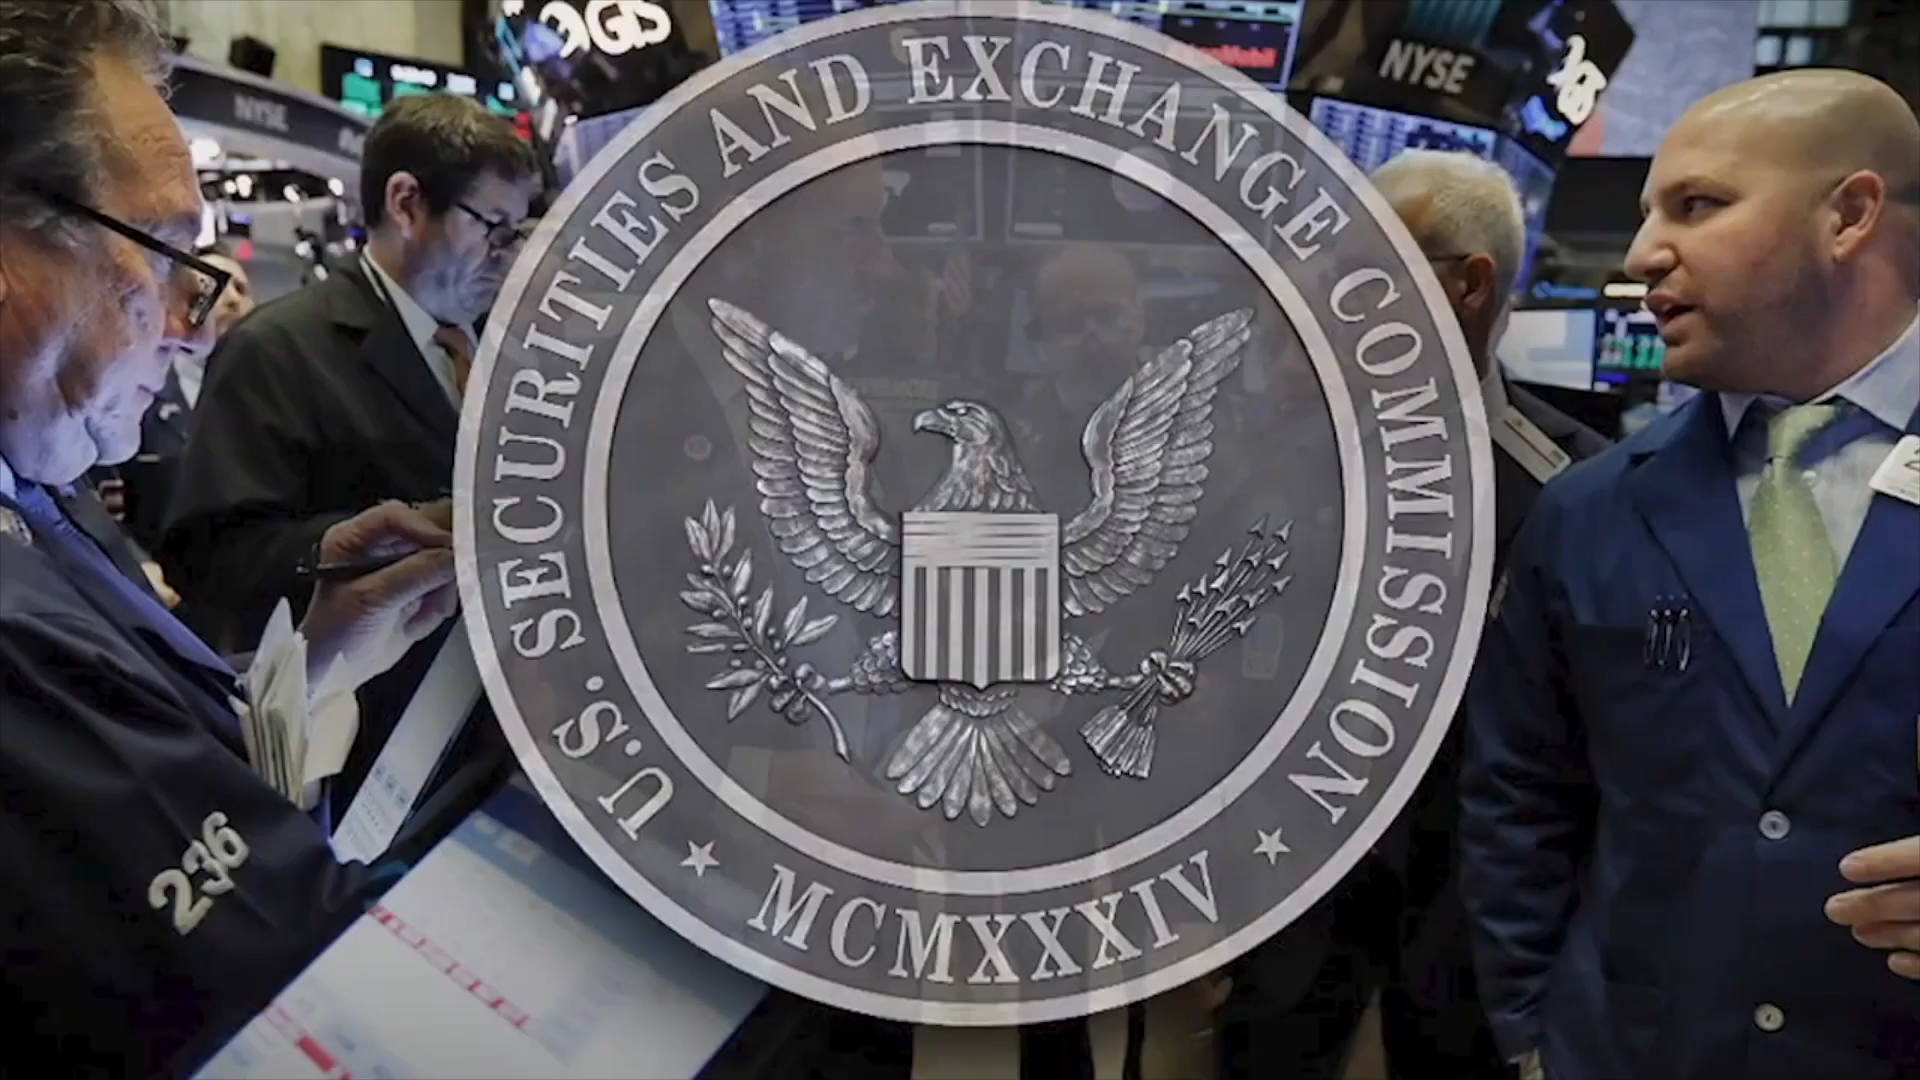 U.S. SECURITIES AND EXCHANGE COMMISSION
MCMXXXIV
NYSE
NYSE
236